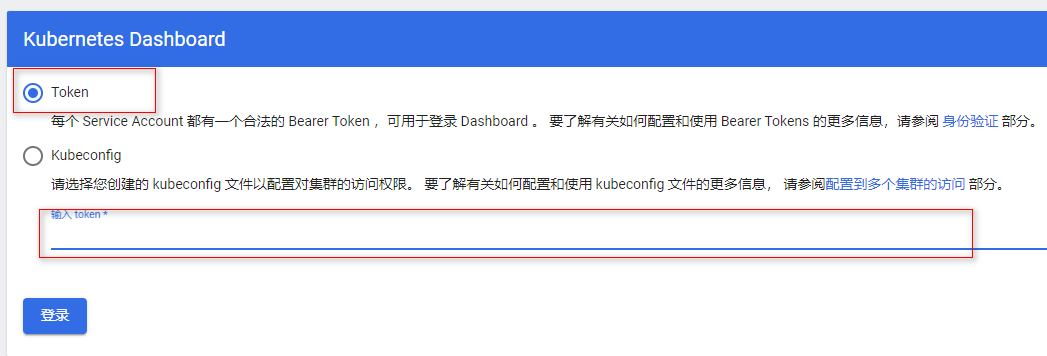 Kubernetes Dashboard
Token
每个 Service Account 都有一个合法的 Bearer Token ，可用于登录 Dashboard 。 要了解有关如何配置和使用 Bearer Tokens 的更多信息，请参阅 身份验证 部分。
Kubeconfig
请选择您创建的 kubeconfig 文件以配置对集群的访问权限。 要了解有关如何配置和使用 kubeconfig 文件的更多信息， 请参阅配置到多个集群的访问 部分。
输入 token *
登录